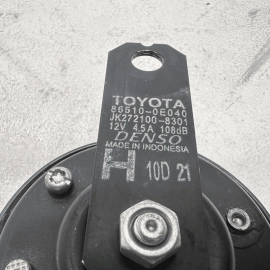 TOYOTA
86510-0E040
JK272100-8301
12V 4.5A 108dB
DENSO
MADE IN INDONESIA
H 10D 21